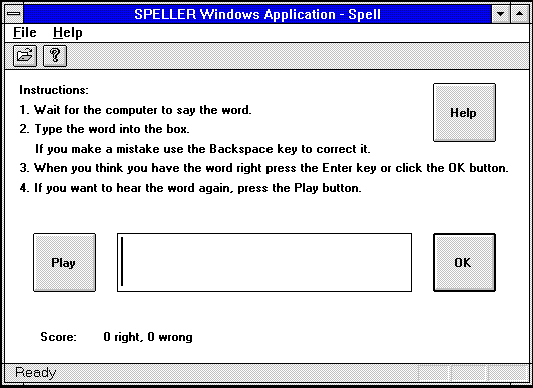 SPELLER Windows Application - Spell
File Help
?
Instructions:
1. Wait for the computer to say the word.
2. Type the word into the box.
If you make a mistake use the Backspace key to correct it.
3. When you think you have the word right press the Enter key or click the OK button.
4. If you want to hear the word again, press the Play button.
Help
Play
OK
Score: 0 right, 0 wrong
Ready